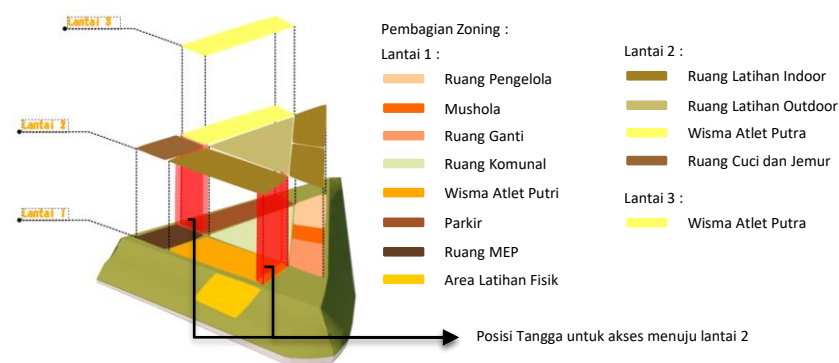 Lantai 3
Lantai 2
Lantai 1
Pembagian Zoning :
Lantai 1 :
Ruang Pengelola
Mushola
Ruang Ganti
Ruang Komunal
Wisma Atlet Putri
Parkir
Ruang MEP
Area Latihan Fisik
Lantai 2 :
Ruang Latihan Indoor
Ruang Latihan Outdoor
Wisma Atlet Putra
Ruang Cuci dan Jemur
Lantai 3 :
Wisma Atlet Putra
Posisi Tangga untuk akses menuju lantai 2